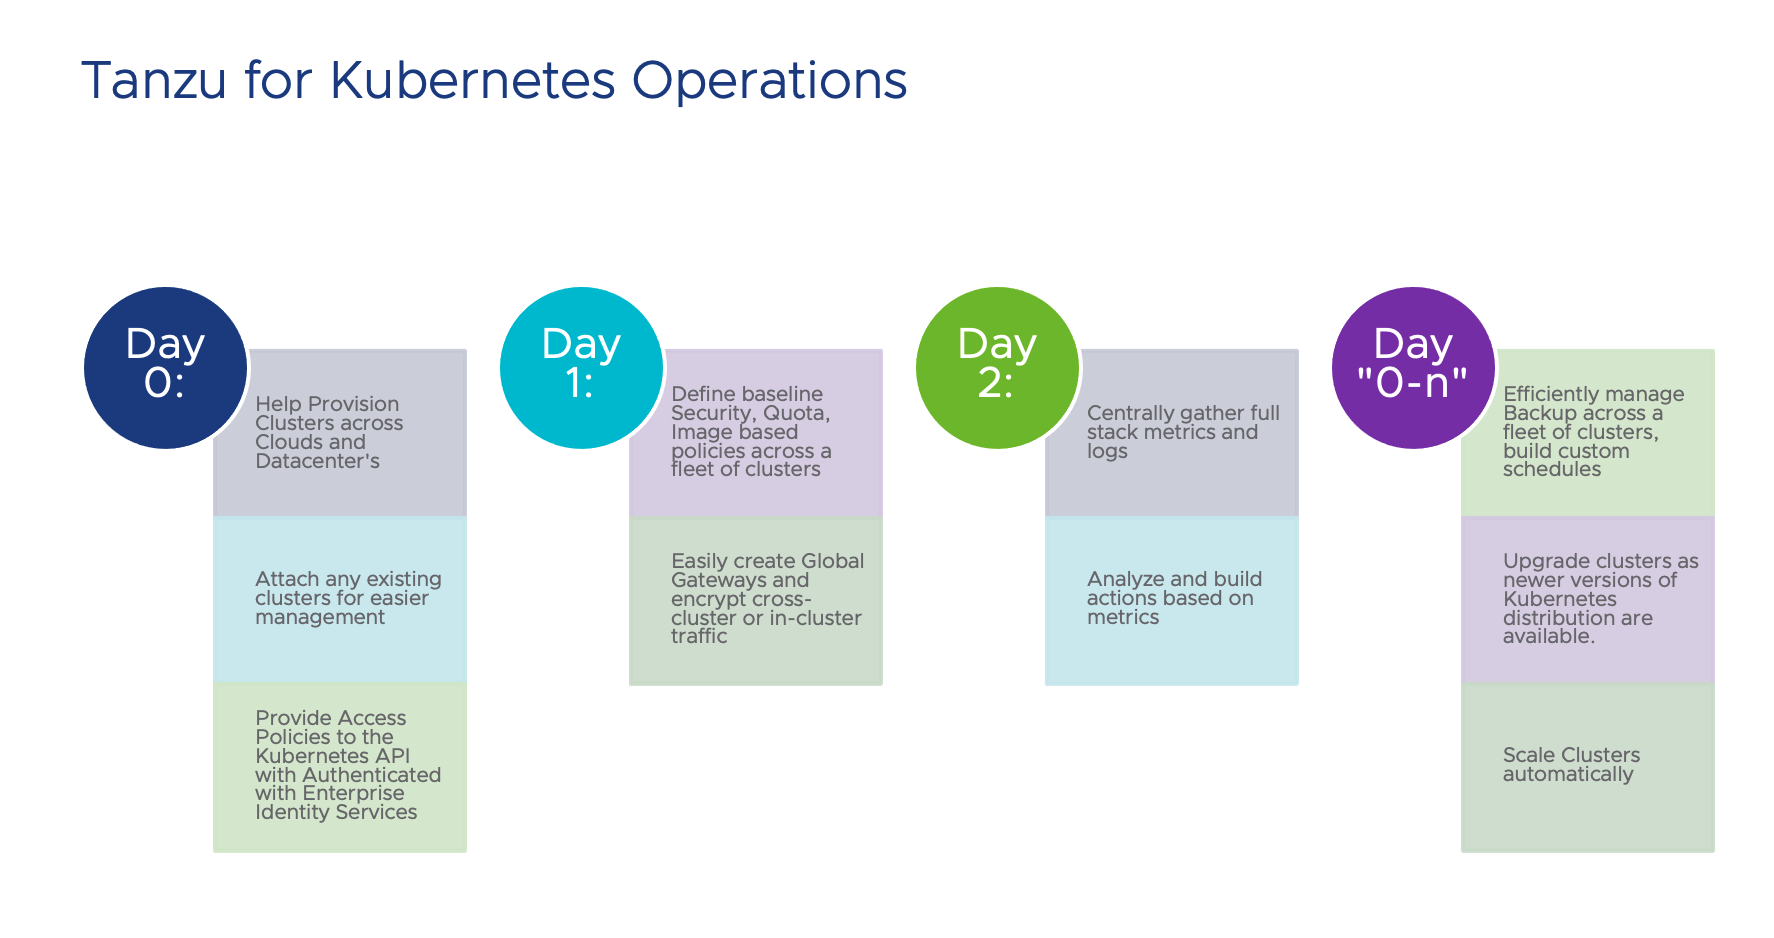 Tanzu for Kubernetes Operations
Day
0:
Help Provision
Clusters across
Clouds and
Datacenter's
Attach any existing
clusters for easier
management
Provide Access
Policies to the
Kubernetes API
with Authenticated
with Enterprise
Identity Services
Day
1:
Define baseline
Security, Quota,
Image based
policies across a
fleet of clusters
Easily create Global
Gateways and
encrypt cross-
cluster or in-cluster
traffic
Day
2:
Centrally gather full
stack metrics and
logs
Analyze and build
actions based on
metrics
Day
"0-n"
Efficiently manage
Backup across a
fleet of clusters,
build custom
schedules
Upgrade clusters as
newer versions of
Kubernetes
distribution are
available.
Scale Clusters
automatically